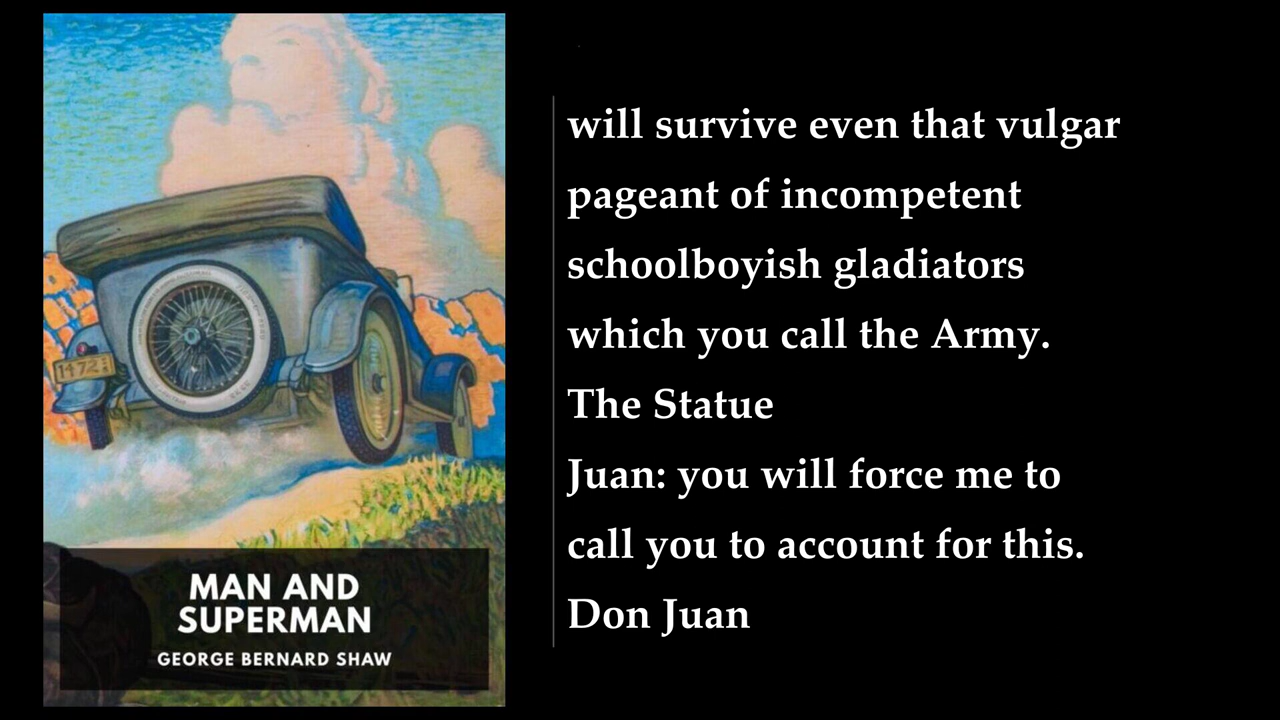 1472
MAN AND
SUPERMAN
GEORGE BERNARD SHAW
will survive even that vulgar
pageant of incompetent
schoolboyish gladiators
which you call the Army.
The Statue
Juan: you will force me to
call you to account for this.
Don Juan